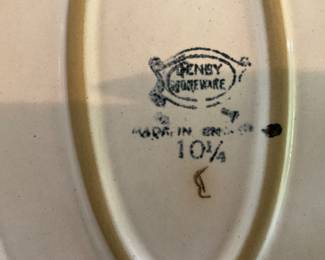 DENBY
STONEWARE
MADE IN ENGLAND
10¼